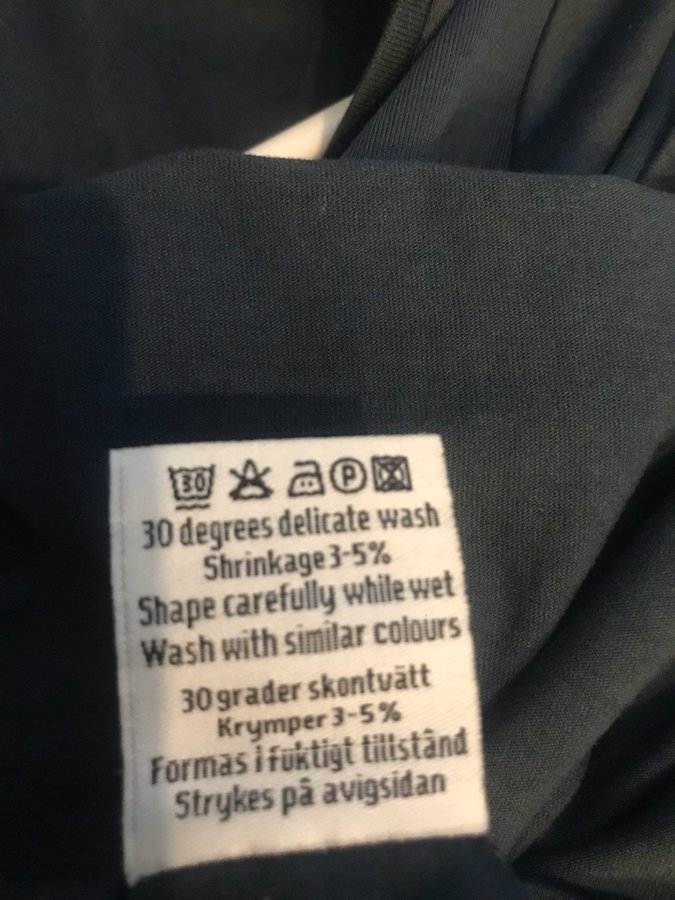 30 P
30 degrees delicate wash
Shrinkage 3-5%
Shape carefully while wet
Wash with similar colours
30 grader skontvätt
Krymper 3-5%
Formas i fuktigt tillstånd
Strykes på avigsidan